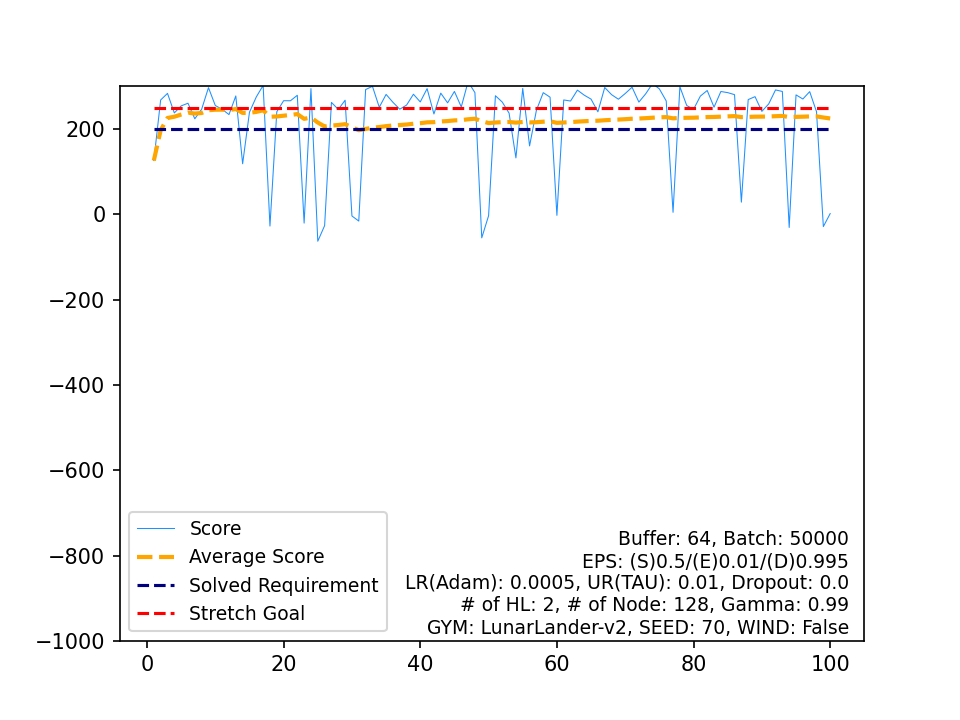 200
0
−200
−400
−600
−800
−1000
0
20
40
60
80
100
Score
Average Score
Solved Requirement
Stretch Goal
Buffer: 64, Batch: 50000
EPS: (S)0.5/(E)0.01/(D)0.995
LR(Adam): 0.0005, UR(TAU): 0.01, Dropout: 0.0
# of HL: 2, # of Node: 128, Gamma: 0.99
GYM: LunarLander-v2, SEED: 70, WIND: False